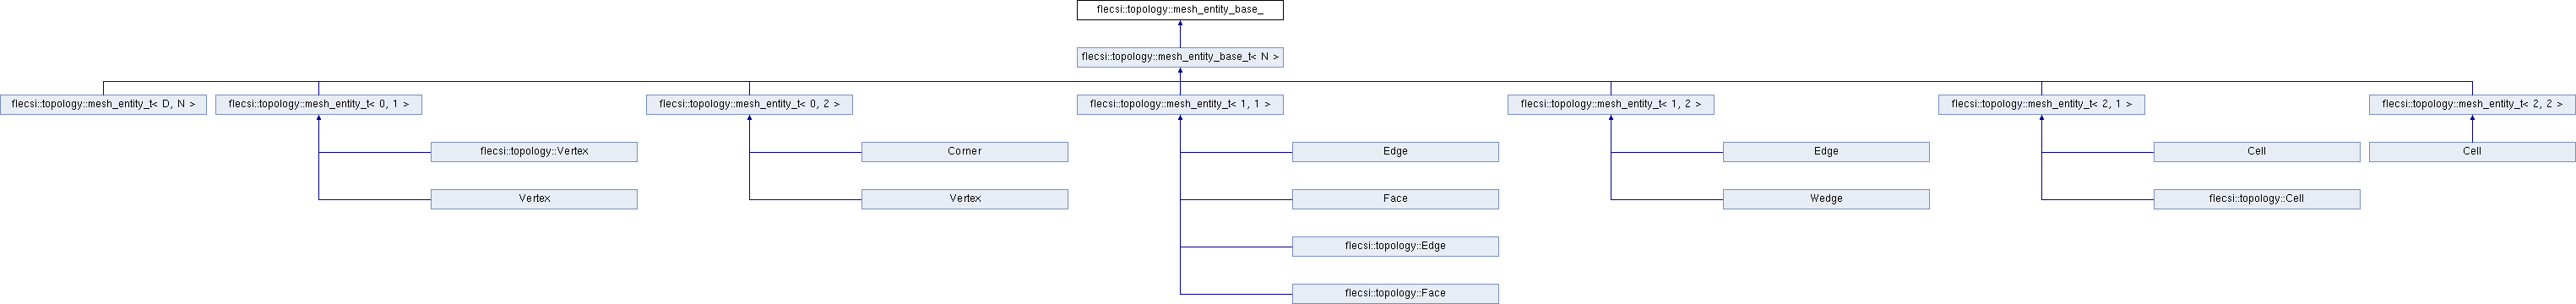 flecsi::topology::mesh_entity_base_
flecsi::topology::mesh_entity_base_t< N >
flecsi::topology::mesh_entity_t< D, N >
flecsi::topology::mesh_entity_t< 0, 1 >
flecsi::topology::mesh_entity_t< 0, 2 >
flecsi::topology::mesh_entity_t< 1, 1 >
flecsi::topology::mesh_entity_t< 1, 2 >
flecsi::topology::mesh_entity_t< 2, 1 >
flecsi::topology::mesh_entity_t< 2, 2 >
flecsi::topology::Vertex
Corner
Edge
Edge
Cell
Cell
Vertex
Vertex
Face
Wedge
flecsi::topology::Cell
flecsi::topology::Edge
flecsi::topology::Face